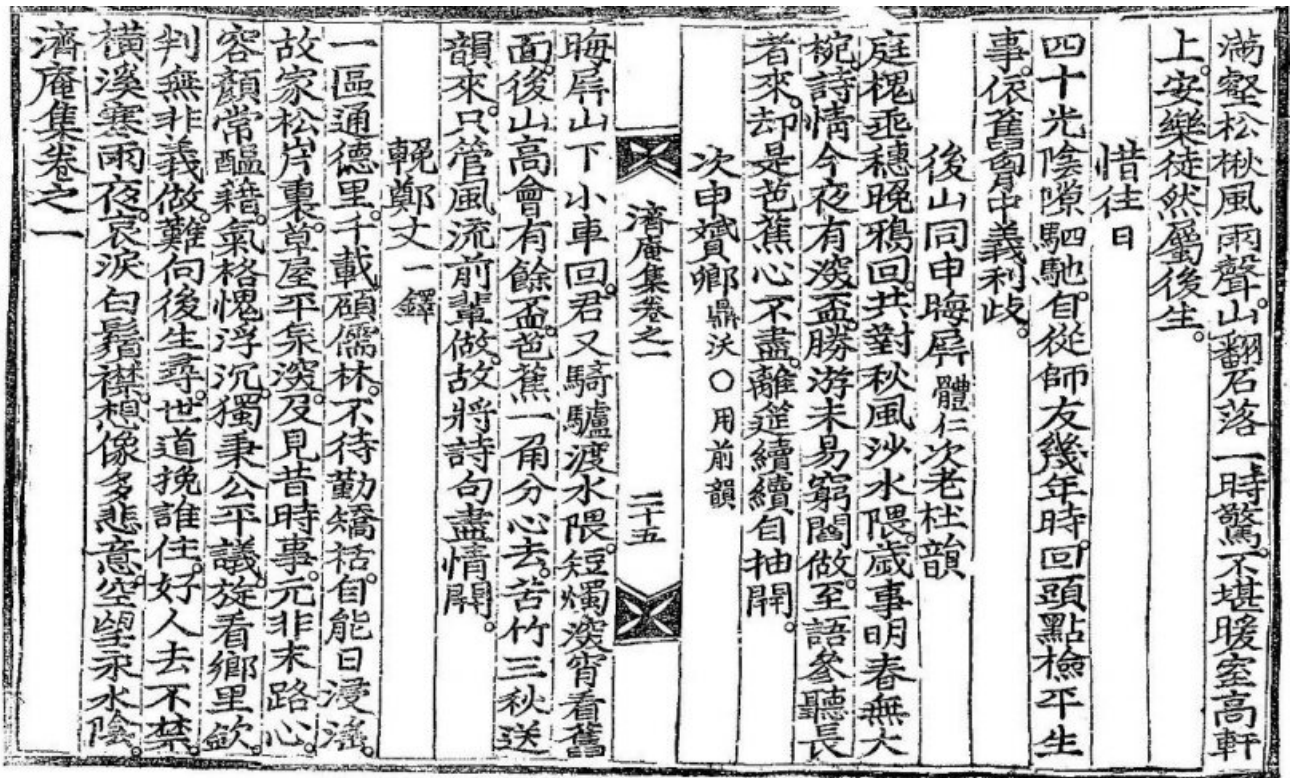 滿壑松楸風雨聲。山翻石落一時驚。不堪暖室高軒
上。安樂徒然屬後生。
惜往日
四十光陰隙駟馳。自從師友幾年時。回頭點檢平生
事。依舊胷中義利歧。
後山同申晦屛體仁次老杜韻
庭槐垂穗晚鴉回。共對秋風沙水隈。歲事明春無大
椀。詩情今夜有深盃。勝游未易窮閻做。至語參聽長
者來。却是芭蕉心不盡。離筵續續自抽開。
次申贇鄉鼎沃○用前韻
濟庵集卷之一
二十五
晦屛山下小車回。君又騎驢渡水隈。短燭深宵看舊
面。後山高會有餘盃。芭蕉一甬分心去。苦竹三秋送
韻來。只管風流前輩做。故將詩句盡情開。
輓鄭丈一鐸
一區通德里。千載碩儒林。不待勤矯括。自能日浸淫。
故家松岸裏。草屋平泉深。及見昔時事。元非末路心。
容顏常醞藉。氣格愧浮沉。獨秉公平議。旋看鄉里欽。
判無非義做。難向後生尋。世道挽誰住。好人去不禁。
橫溪寒雨夜。哀淚白鬚襟。想像多悲意。空望汞水陰。
濟庵集卷之一